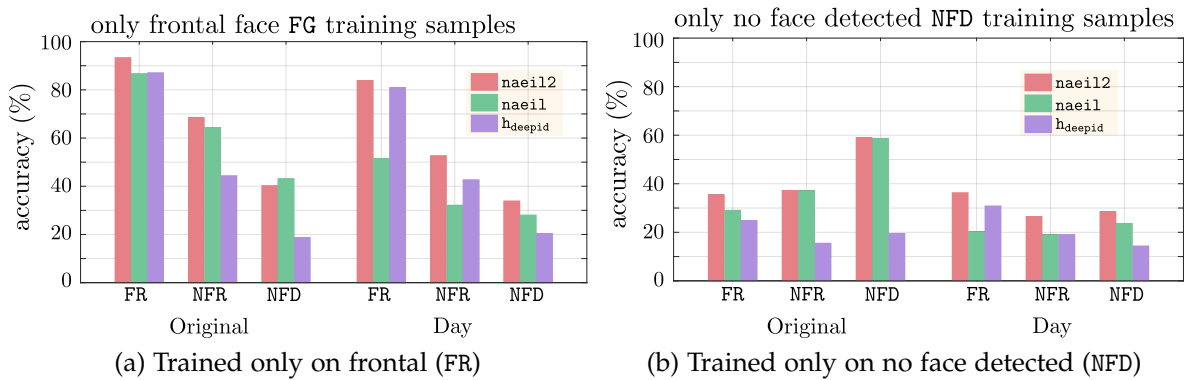 only frontal face FG training samples
accuracy (%)
100
80
60
40
20
0
naeil2
naeil
h_deepid
FR NFR NFD FR NFR NFD
Original Day
(a) Trained only on frontal (FR)
only no face detected NFD training samples
accuracy (%)
100
80
60
40
20
0
naeil2
naeil
h_deepid
FR NFR NFD FR NFR NFD
Original Day
(b) Trained only on no face detected (NFD)